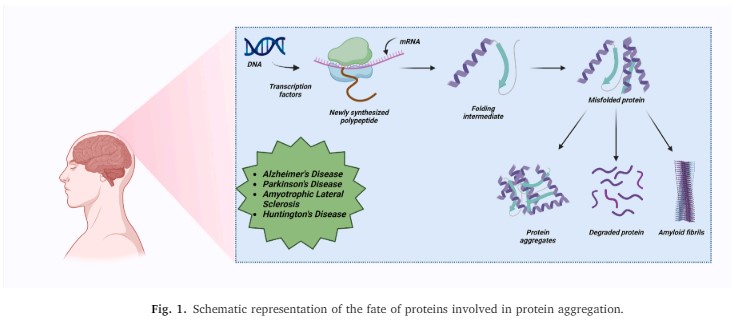 DNA
Transcription
factors
mRNA
Newly synthesized
polypeptide
Folding
intermediate
Misfolded protein
Protein
aggregates
Degraded protein
Amyloid fibrils
• Alzheimer's Disease
• Parkinson's Disease
• Amyotrophic Lateral
Sclerosis
• Huntington's Disease
Fig. 1. Schematic representation of the fate of proteins involved in protein aggregation.